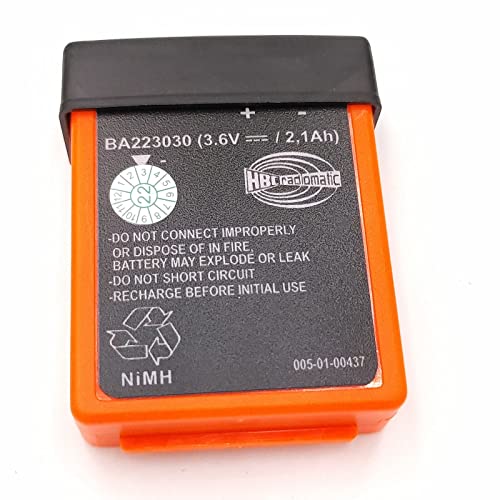 + -
BA223030 (3.6V ⎓ / 2,1Ah)
-
22
HBC radiomatic
-DO NOT CONNECT IMPROPERLY
OR DISPOSE OF IN FIRE.
BATTERY MAY EXPLODE OR LEAK
-DO NOT SHORT CIRCUIT
-RECHARGE BEFORE INITIAL USE
NiMH
005-01-00437